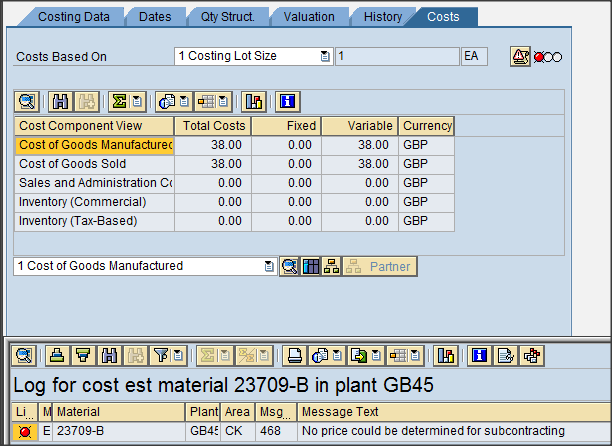 Costing Data Dates Qty Struct. Valuation History Costs
Costs Based On 1 Costing Lot Size 1 EA
Cost Component View Total Costs Fixed Variable Currency
Cost of Goods Manufactured 38.00 0.00 38.00 GBP
Cost of Goods Sold 38.00 0.00 38.00 GBP
Sales and Administration Co 0.00 0.00 0.00 GBP
Inventory (Commercial) 0.00 0.00 0.00 GBP
Inventory (Tax-Based) 0.00 0.00 0.00 GBP
1 Cost of Goods Manufactured Partner
Log for cost est material 23709-B in plant GB45
Li... M Material Plant Area Msg... Message Text
E 23709-B GB45 CK 468 No price could be determined for subcontracting